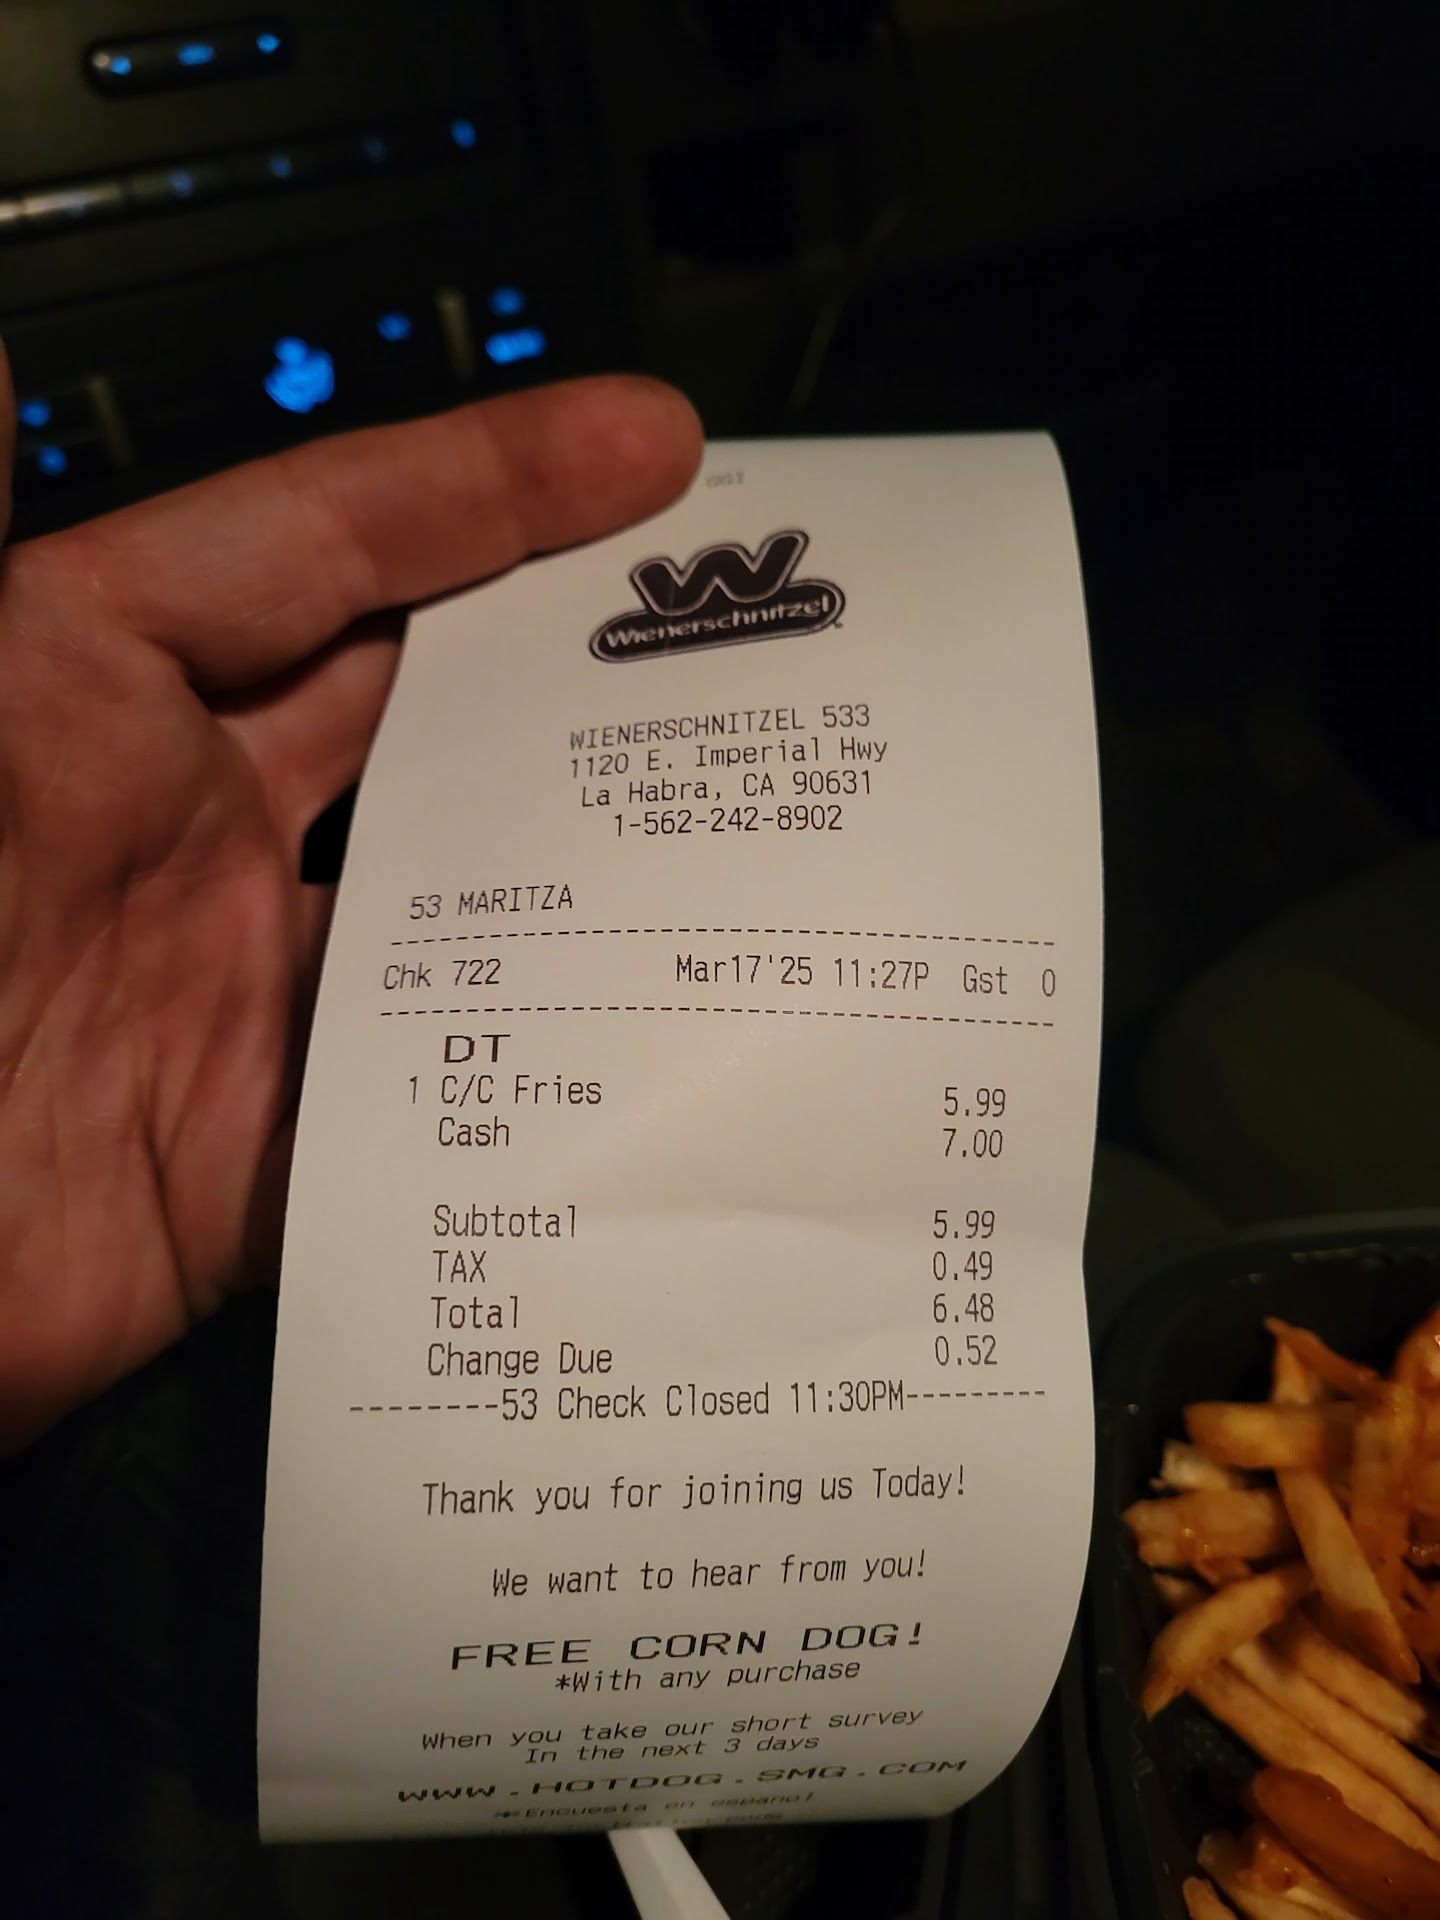 W
Wienerschnitzel
WIENERSCHNITZEL 533
1120 E. Imperial Hwy
La Habra, CA 90631
1-562-242-8902
53 MARITZA
Chk 722 Mar17'25 11:27P Gst 0
DT
1 C/C Fries 5.99
Cash 7.00
Subtotal 5.99
TAX 0.49
Total 6.48
Change Due 0.52
--------53 Check Closed 11:30PM---------
Thank you for joining us Today!
We want to hear from you!
FREE CORN DOG!
*With any purchase
When you take our short survey
In the next 3 days
WWW.HOTDOG.SMG.COM
**Encuesta en espanol